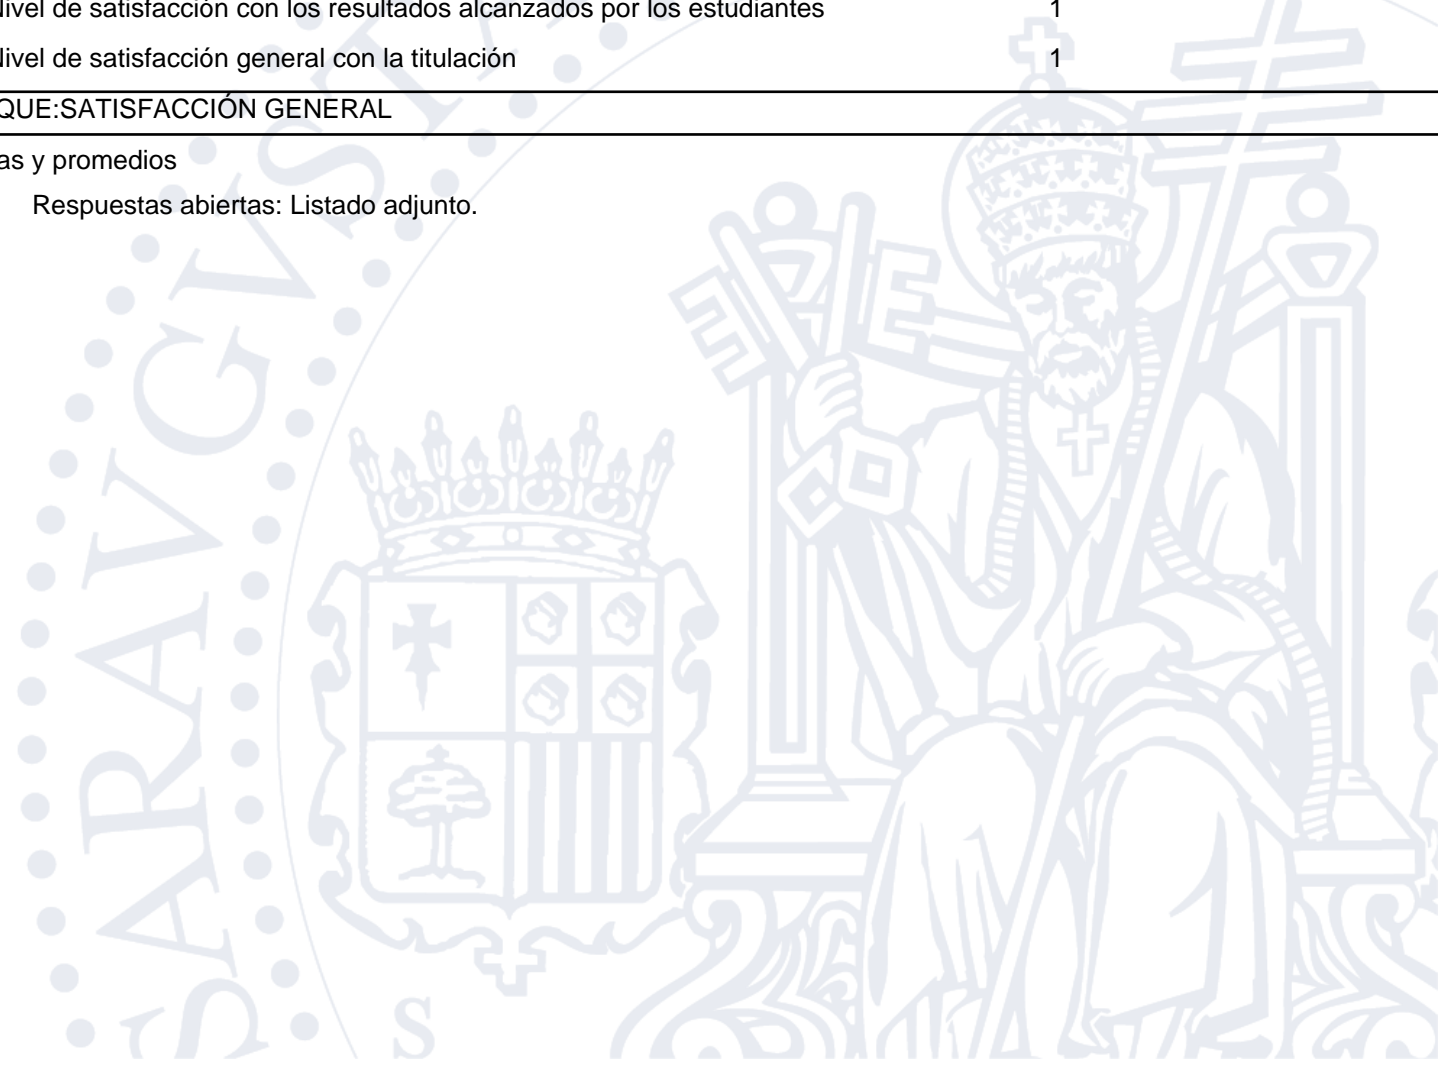 Nivel de satisfacción con los resultados alcanzados por los estudiantes 1
Nivel de satisfacción general con la titulación 1
QUE:SATISFACCIÓN GENERAL
as y promedios
Respuestas abiertas: Listado adjunto.
SARAVGVSTA
S